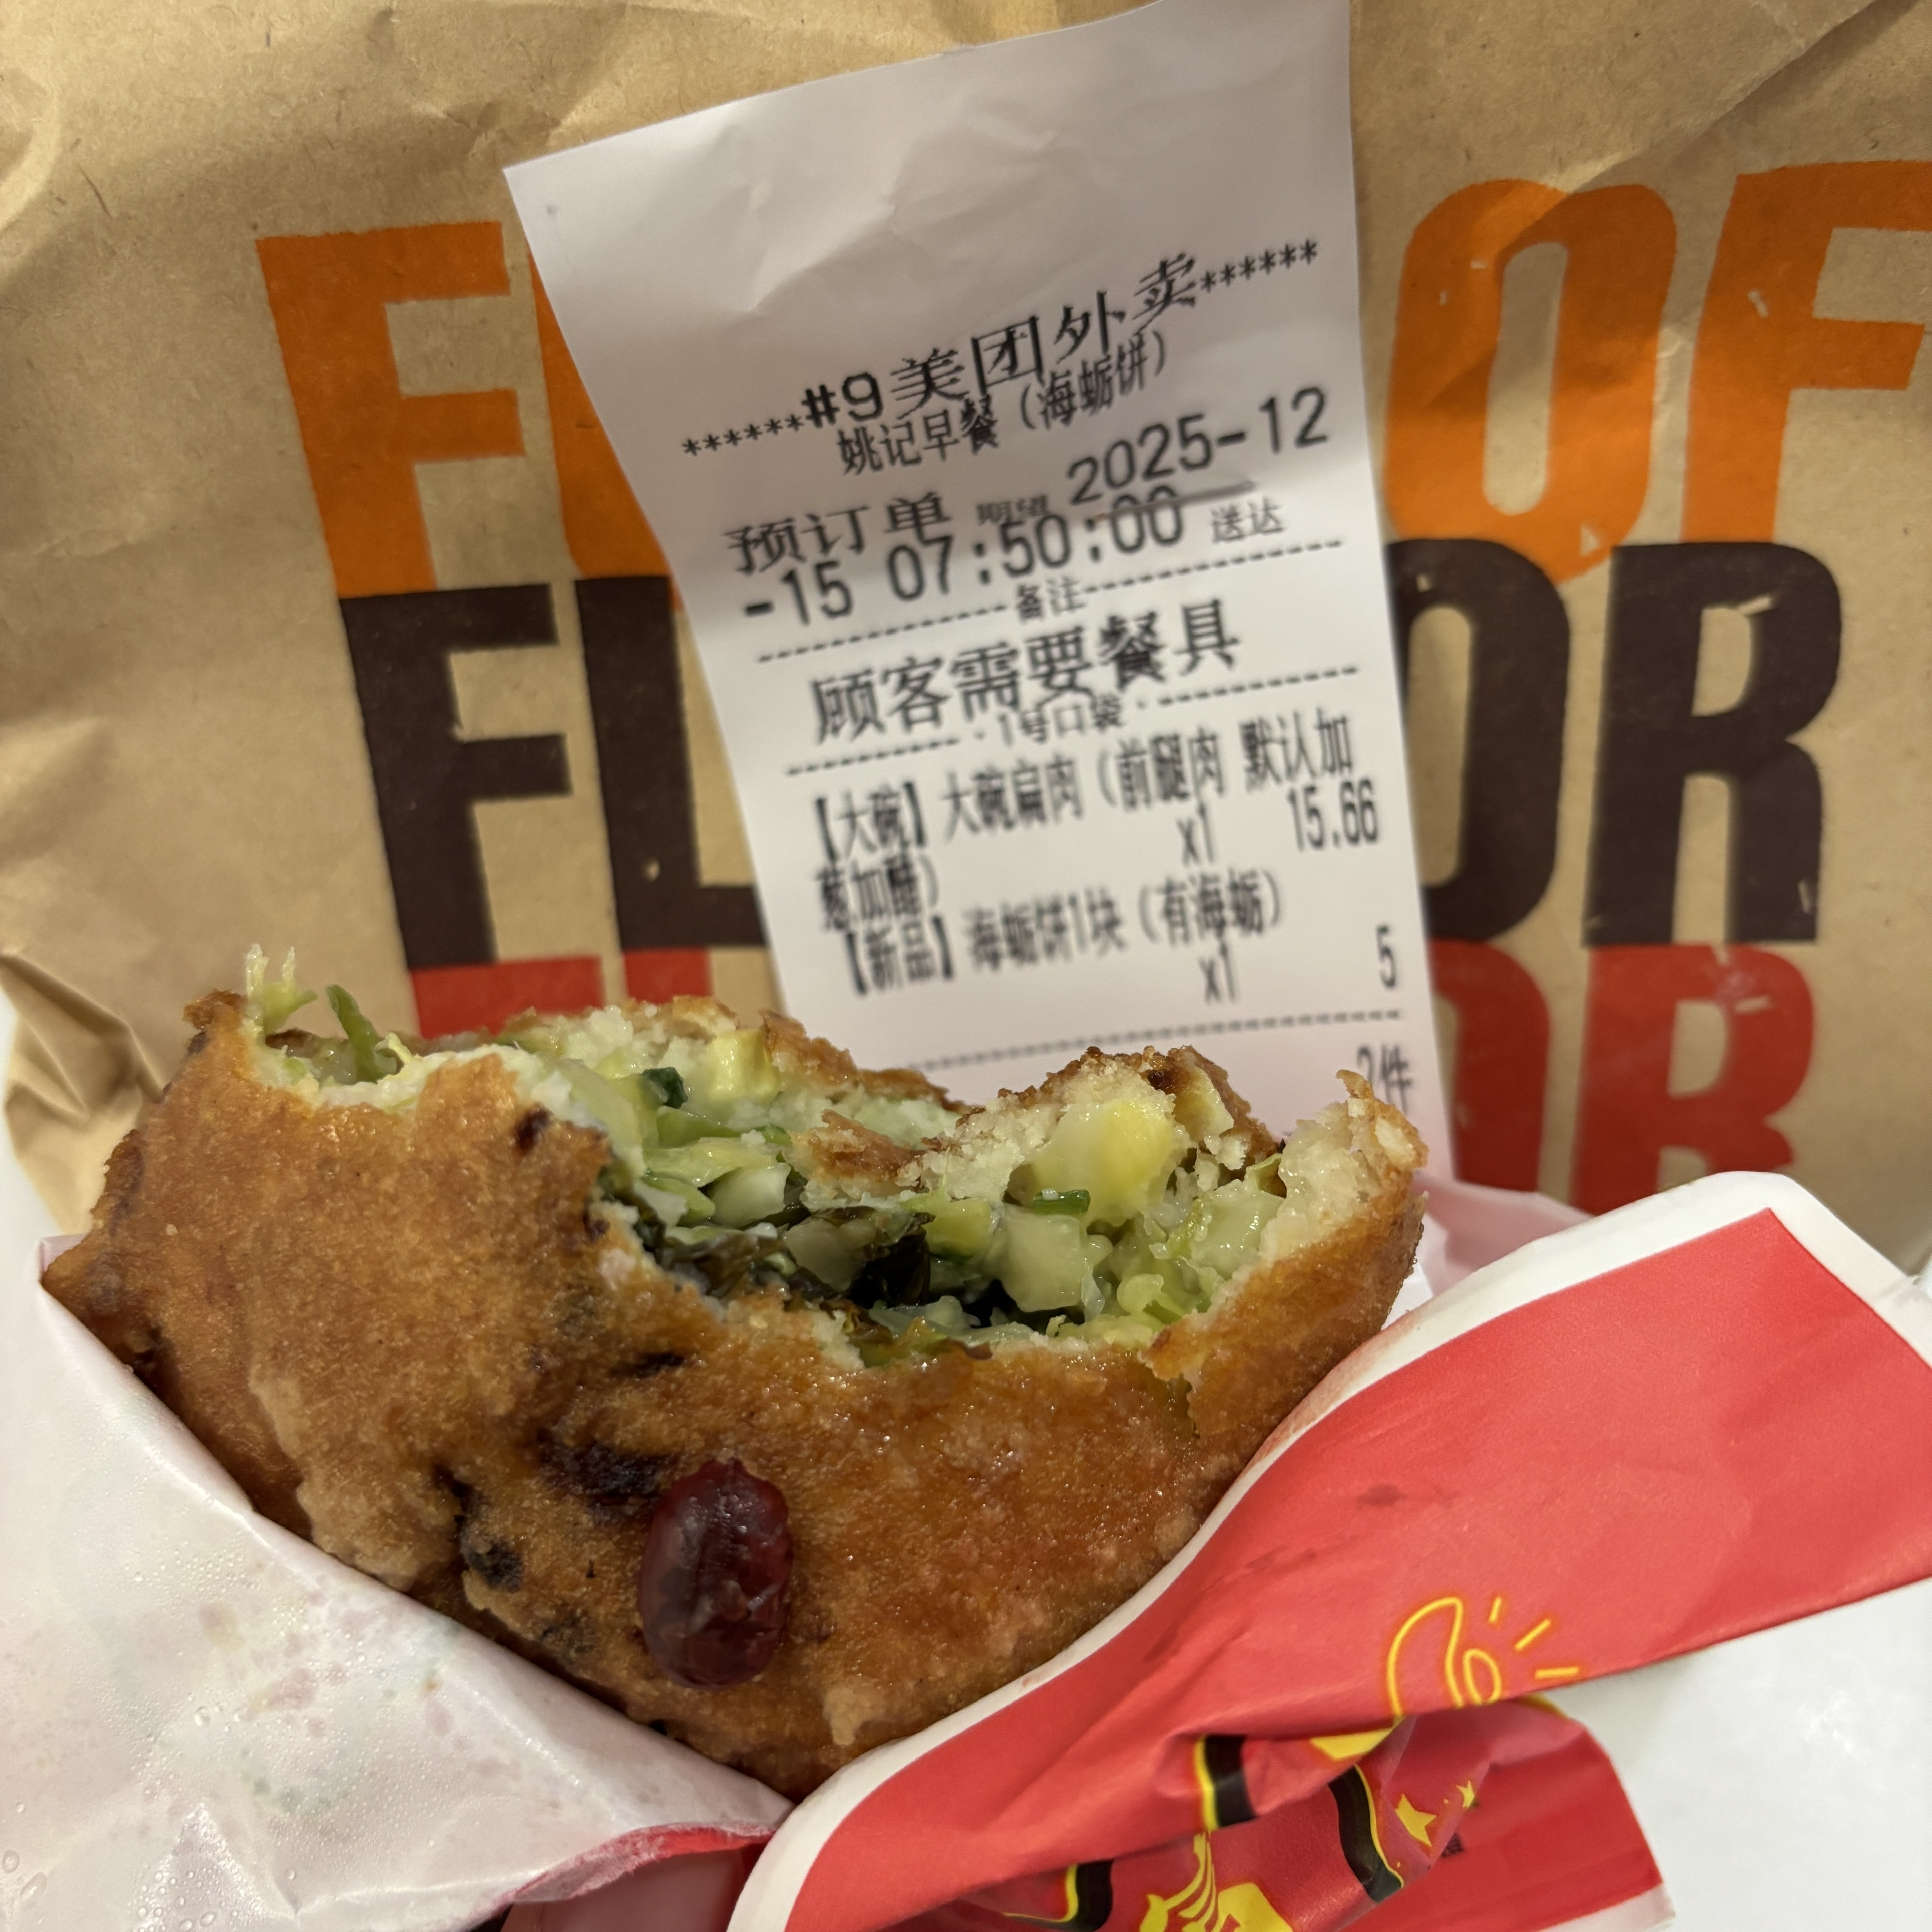 ******#9美团外卖******
姚记早餐（海蛎饼）
预订单 期望 2025-12
-15 07:50:00 送达
备注
顾客需要餐具
1号口袋
【大碗】大碗扁肉（前腿肉 默认加
x1 15.66
葱加醋）
【新品】海蛎饼1块（有海蛎）
x1 5
2件
OF
FL OR